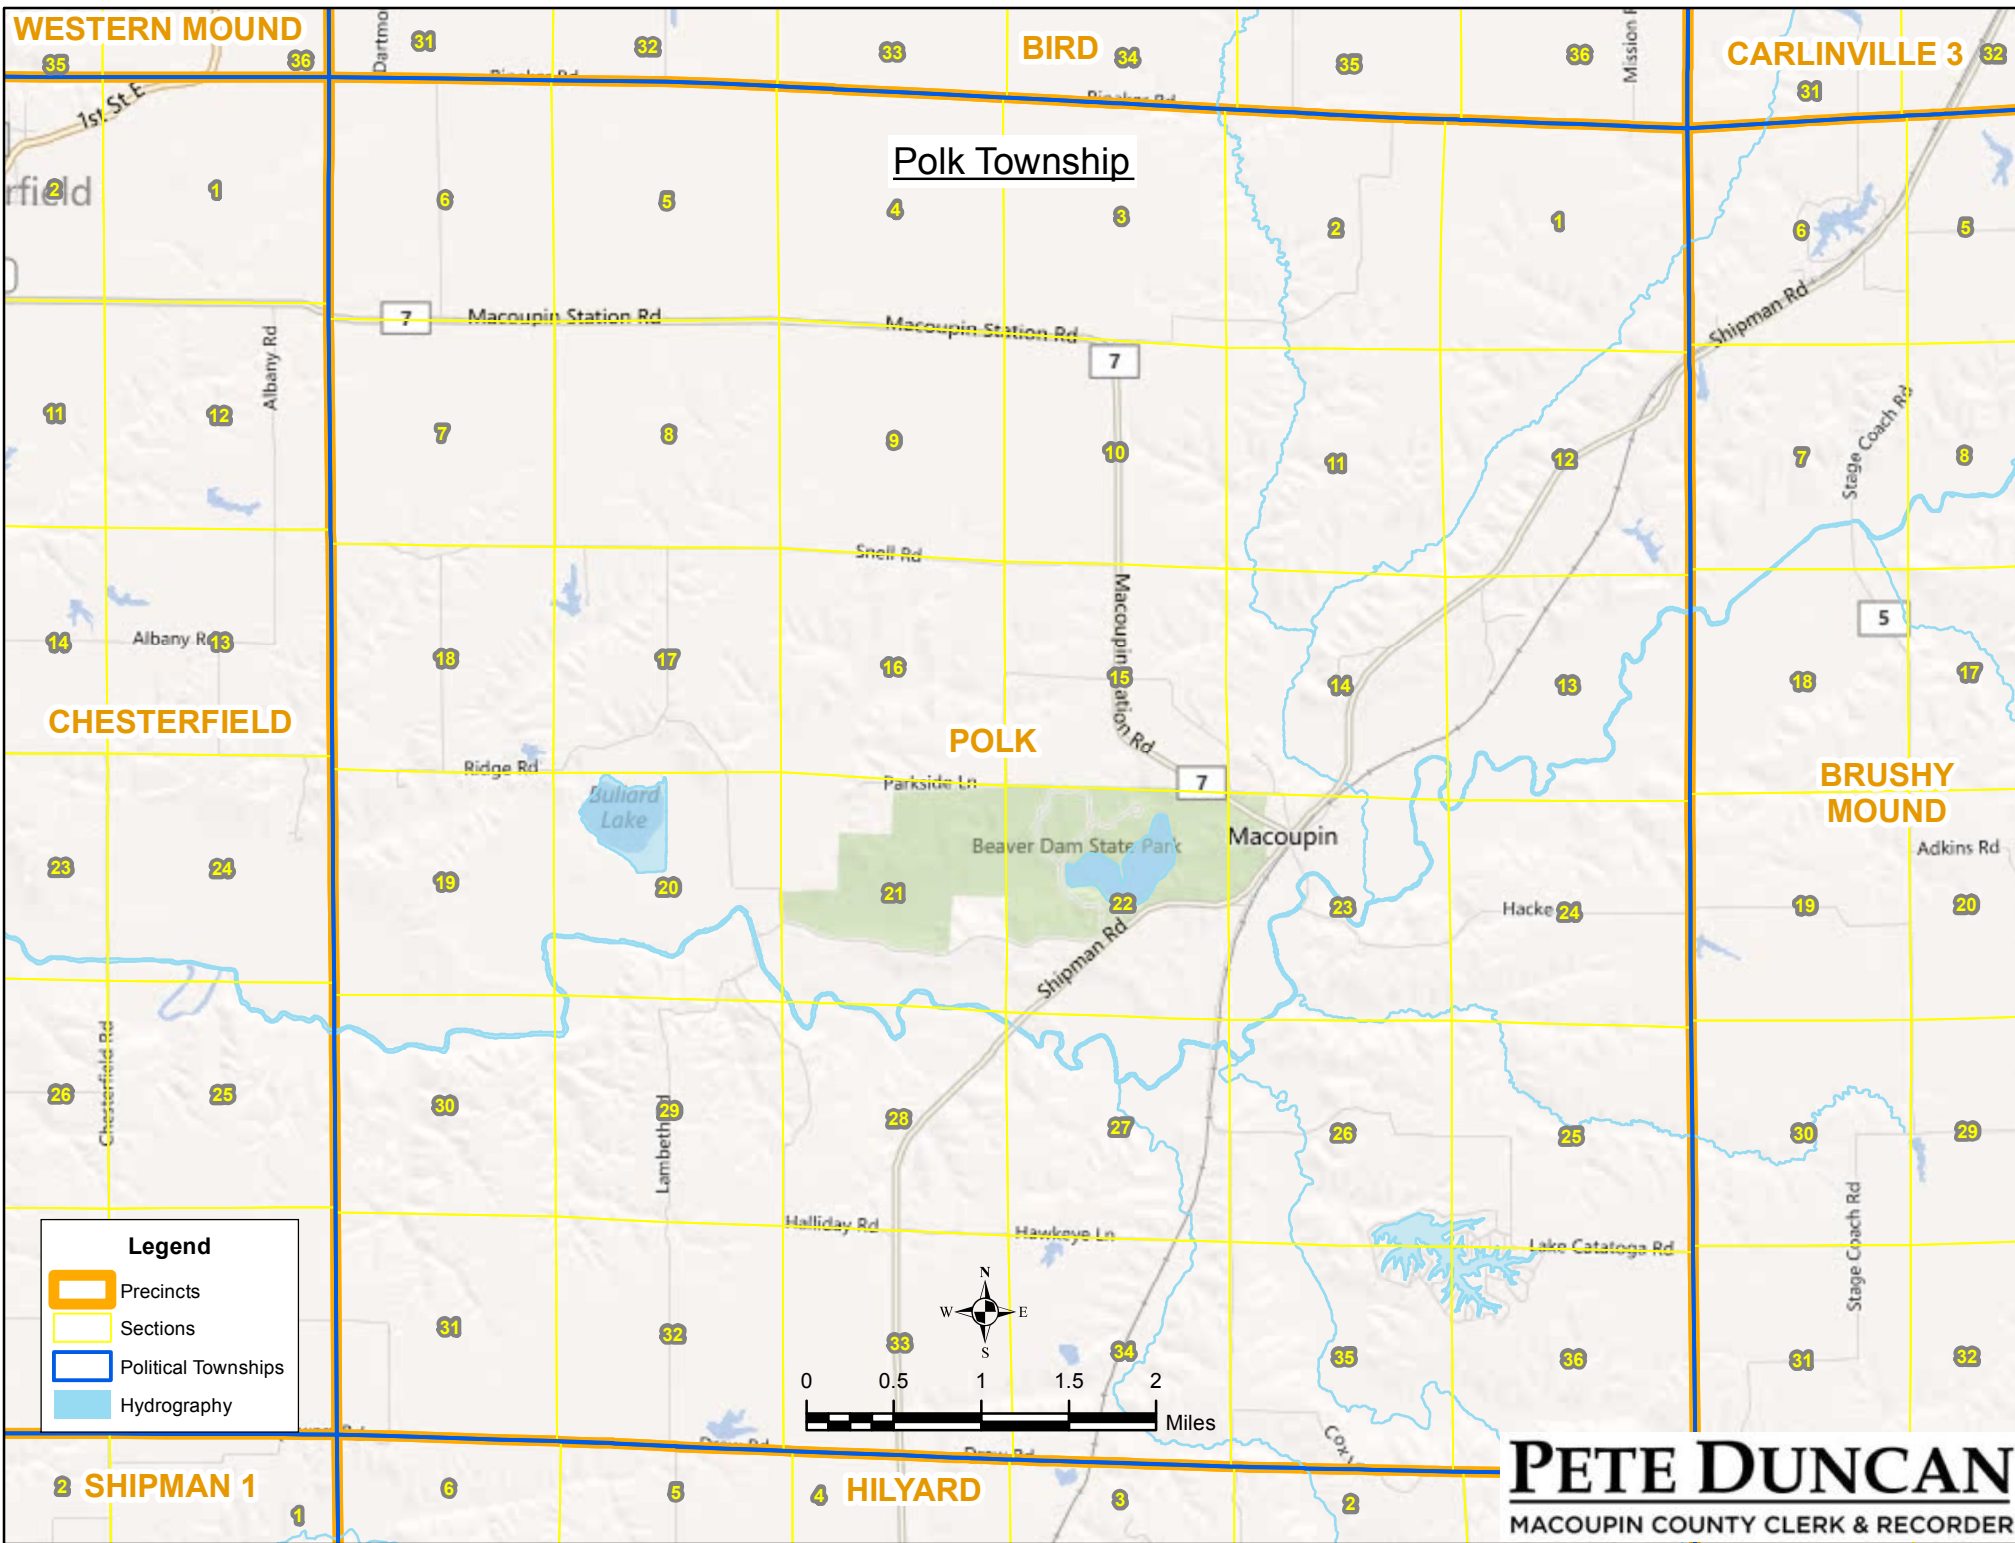 WESTERN MOUND
BIRD
CARLINVILLE 3
35
36
31
32
33
34
35
36
31
32
1st St E
Polk Township
rfield
2
1
6
5
4
3
2
1
6
5
7
Macoupin Station Rd
Macoupin Station Rd
7
Shipman Rd
Albany Rd
Stage Coach Rd
11
12
7
8
9
10
11
12
7
8
Snell Rd
Macoupin Station Rd
5
Albany Rd
14
13
18
17
16
15
14
13
18
17
CHESTERFIELD
POLK
BRUSHY
MOUND
Ridge Rd
Parkside Ln
7
Bullard
Lake
Beaver Dam State Park
Macoupin
Adkins Rd
23
24
19
20
21
22
23
Hacke
24
19
20
Shipman Rd
Chesterfield Rd
26
25
30
29
28
27
26
25
30
29
Lambeth Rd
Stage Coach Rd
Halliday Rd
Hawkeye Ln
Lake Catatoga Rd
Legend
Precincts
Sections
Political Townships
Hydrography
31
32
33
34
35
36
31
32
N
W
E
S
0
0.5
1
1.5
2
Miles
2
SHIPMAN 1
1
6
5
4
HILYARD
3
2
PETE DUNCAN
MACOUPIN COUNTY CLERK & RECORDER